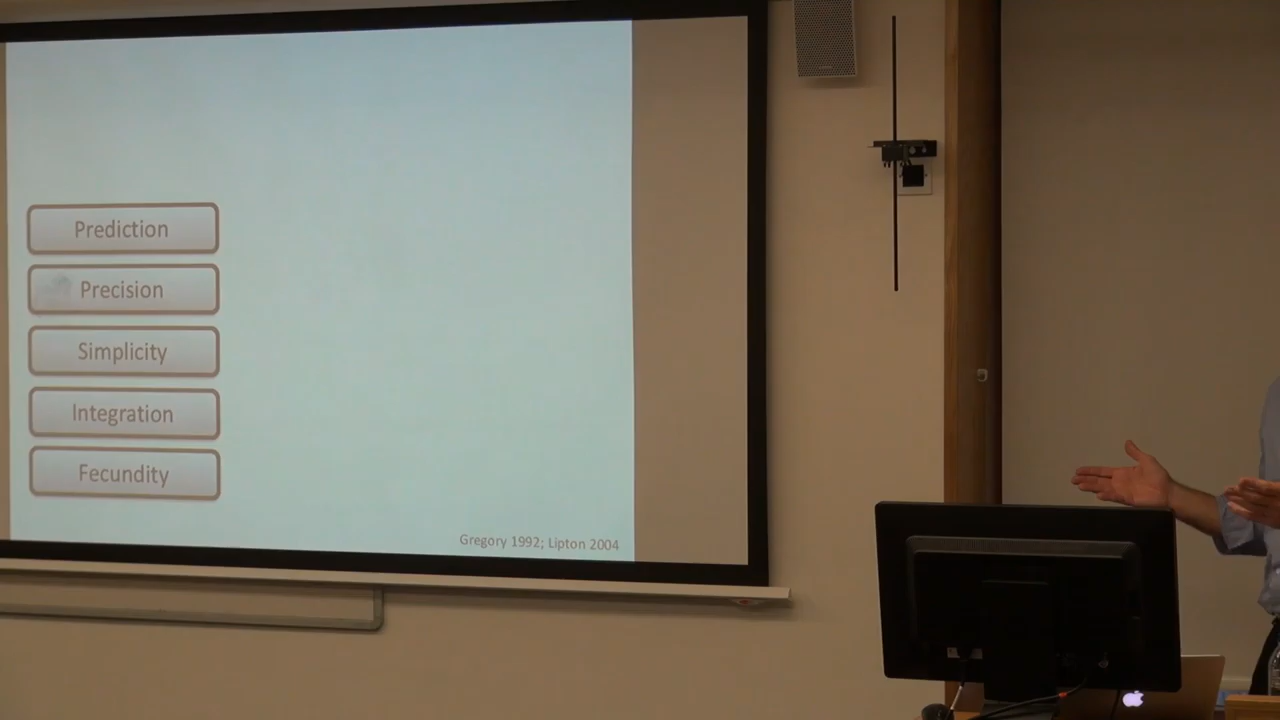 Prediction
Precision
Simplicity
Integration
Fecundity
Gregory 1992; Lipton 2004